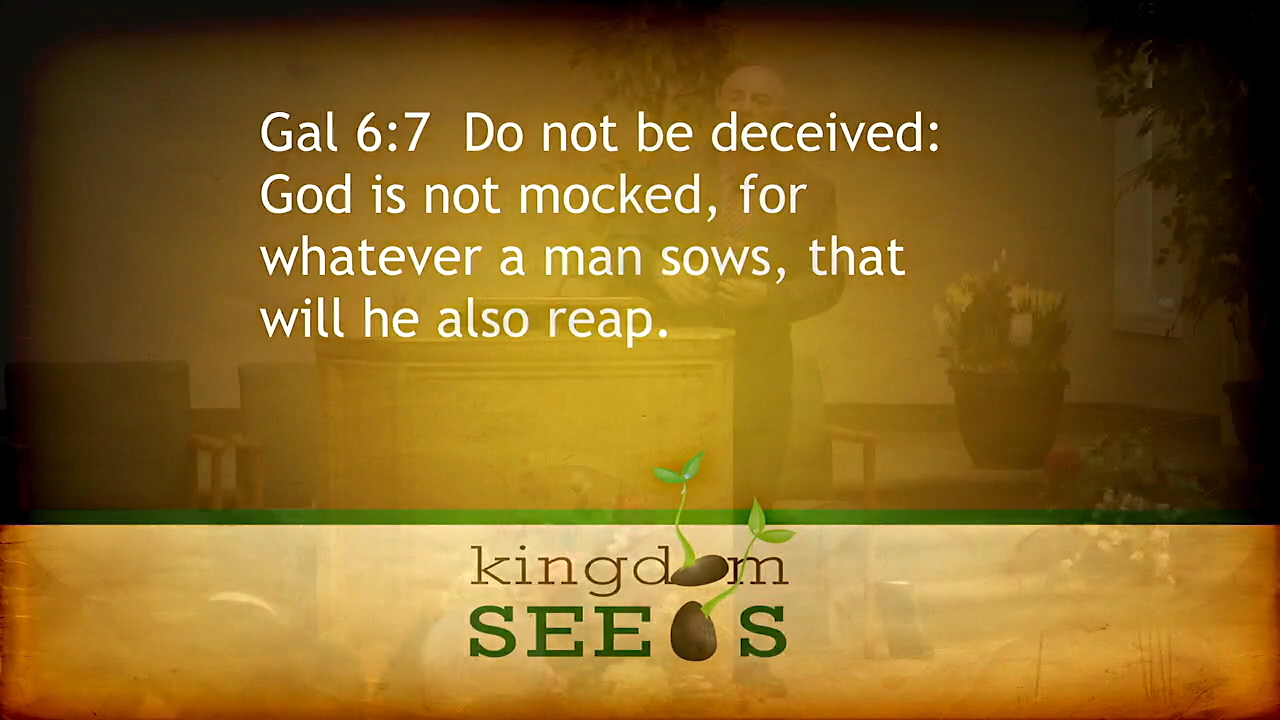 Gal 6:7  Do not be deceived:
God is not mocked, for
whatever a man sows, that
will he also reap.
kingdom
SEEDS